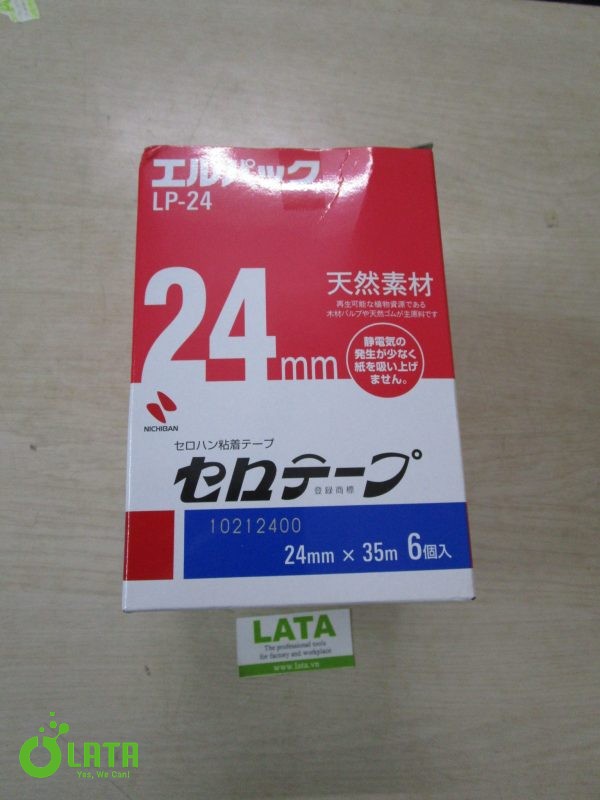 エルパック
LP-24
24mm
天然素材
再生可能な植物資源である
木材パルプや天然ゴムが主原料です
静電気の
発生が少なく
紙を吸い上げ
ません。
NICHIBAN
セロハン粘着テープ
セロテープ
登録商標
10212400
24mm × 35m 6個入
LATA
The professional tools
for factory and workplace
www.lata.vn
LATA
Yes, We Can!